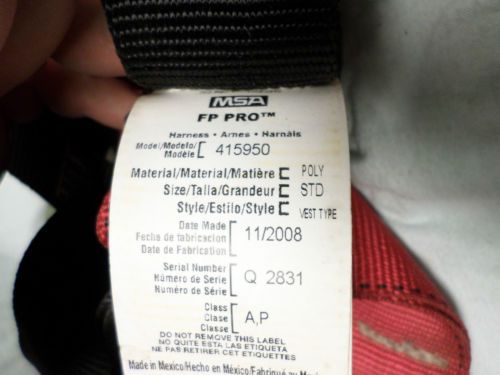 MSA
FP PRO™
Harness • Arnes • Harnais
Model/Modelo/ Modèle 415950
Material/Material/Matière POLY
Size/Talla/Grandeur STD
Style/Estilo/Style VEST TYPE
Date Made
Fecha de fabricación 11/2008
Date de Fabrication
Serial Number
Número de Serie Q 2831
Numéro de Série
Class
Clase A,P
Classe
DO NOT REMOVE THIS LABEL
NO QUITE ESTA LAS ETIQUETA
NE PAS RETIRER CET ETIQUETTES
Made in Mexico/Hecho en México/Fabriqué au